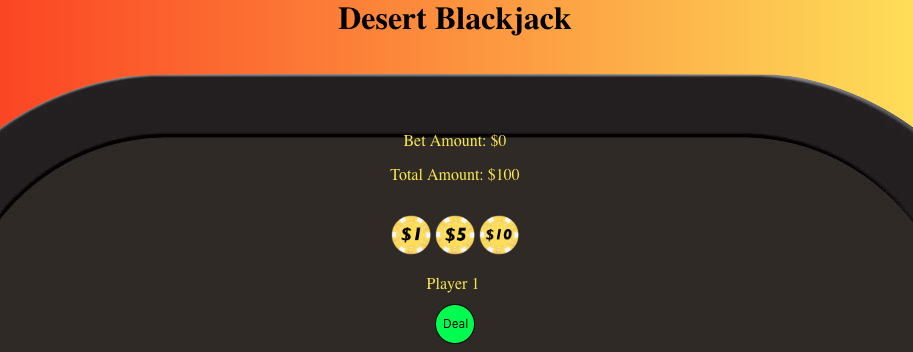 Desert Blackjack
Bet Amount: $0
Total Amount: $100
$1 $5 $10
Player 1
Deal